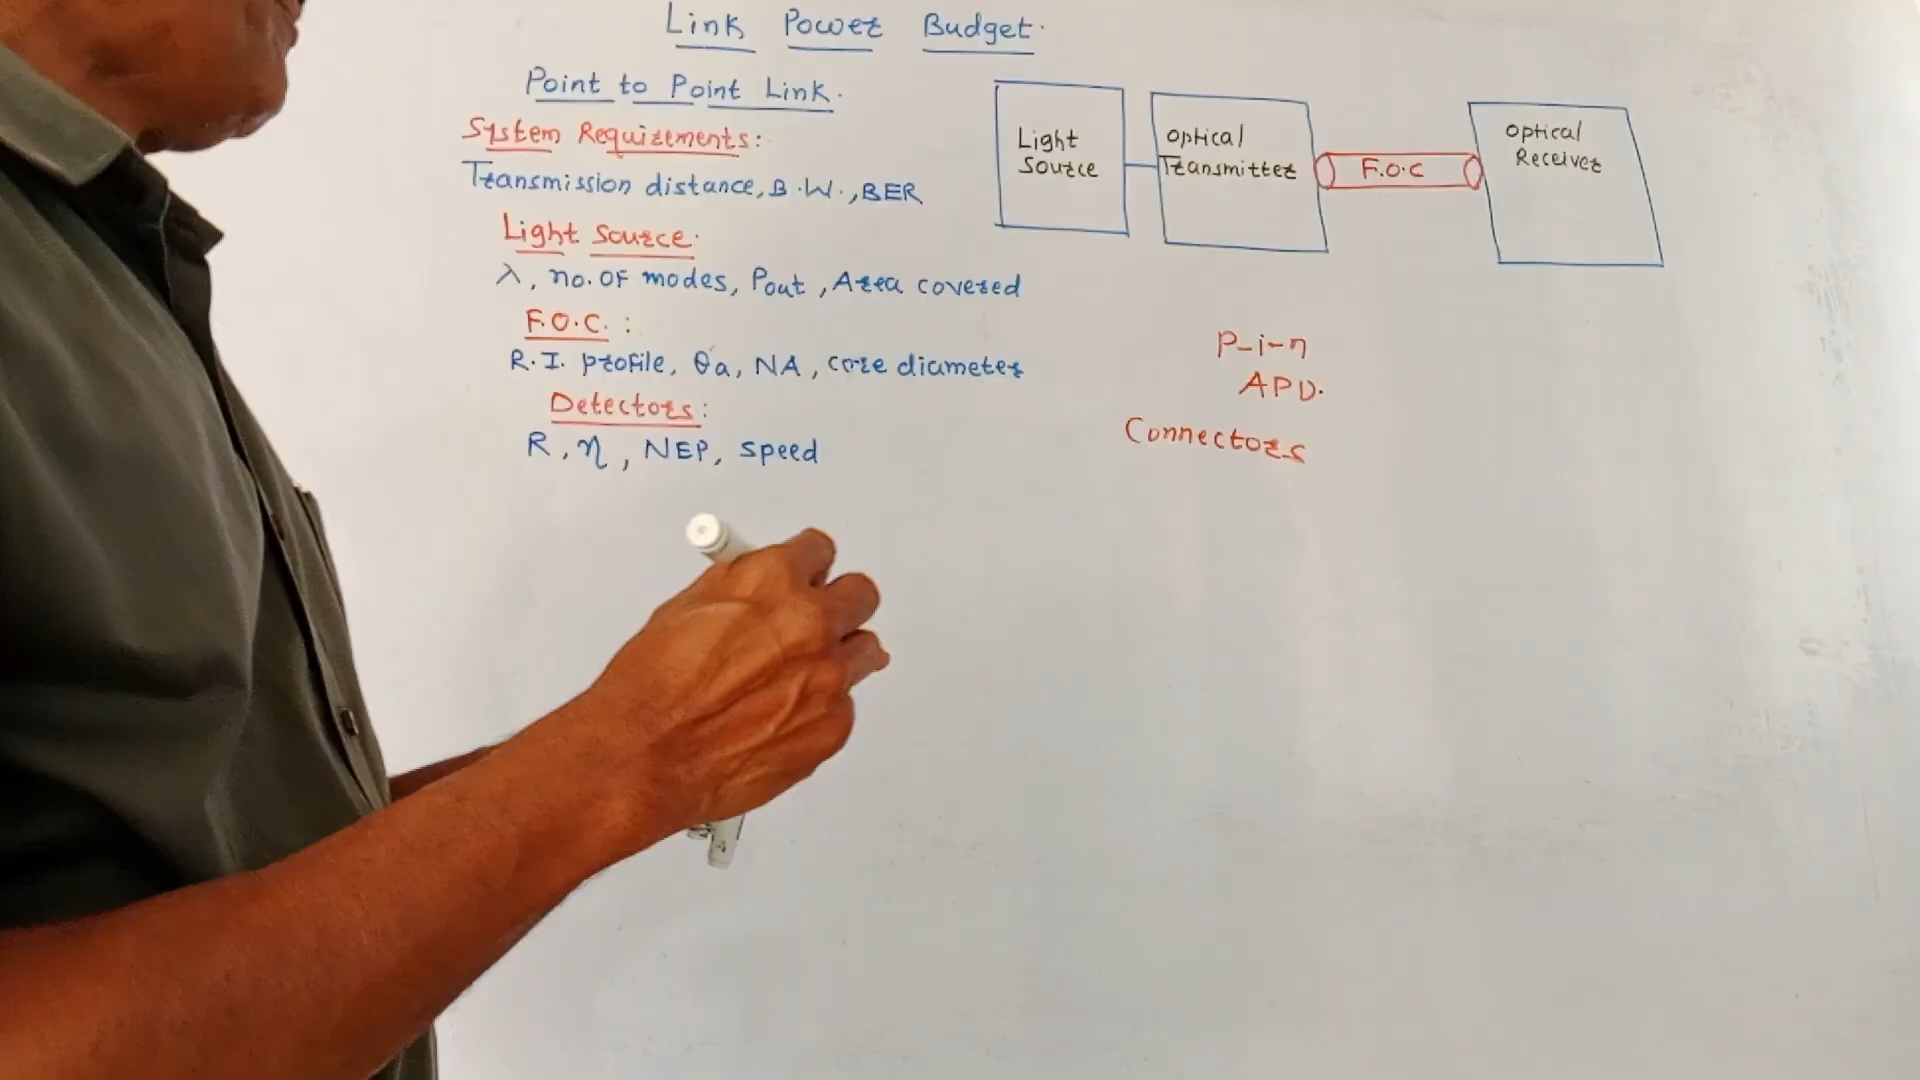 Link Power Budget.
Point to Point Link.
System Requirements:
Transmission distance, B.W., BER
Light Source.
λ, no. OF modes, Pout, Area covered
F.O.C. :
R.I. profile, θa, NA, core diameter
Detectors:
R, η, NEP, speed
Light
Source
Optical
Transmitter
F.O.C
Optical
Receiver
P-i-n
APD.
Connectors